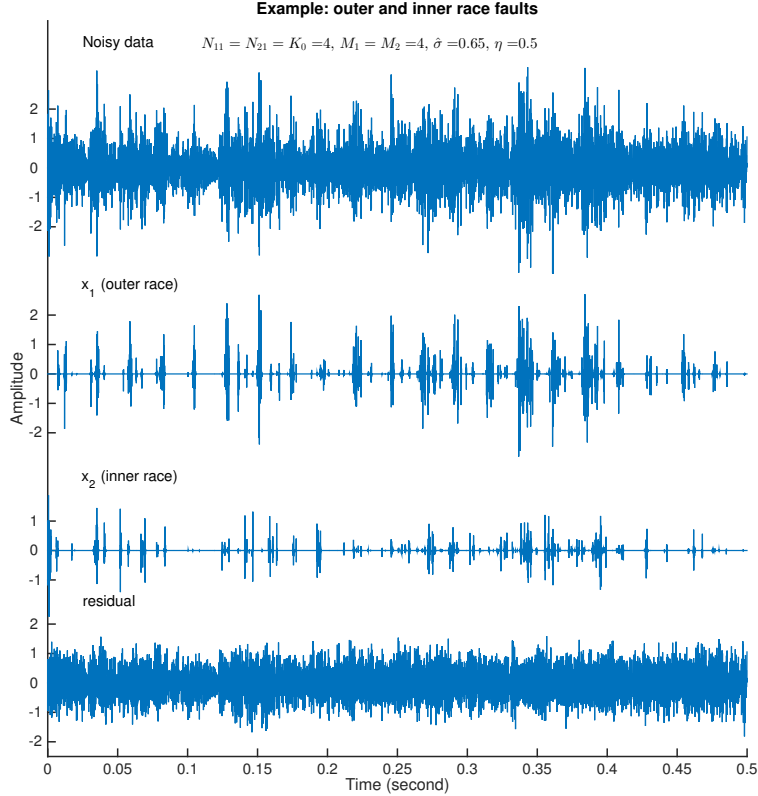 Example: outer and inner race faults
Noisy data
N₁₁ = N₂₁ = K₀ =4, M₁ = M₂ =4, σ̂ =0.65, η =0.5
2
1
0
-1
-2
x₁ (outer race)
2
1
0
-1
-2
Amplitude
x₂ (inner race)
1
0
-1
residual
2
1
0
-1
-2
0 0.05 0.1 0.15 0.2 0.25 0.3 0.35 0.4 0.45 0.5
Time (second)